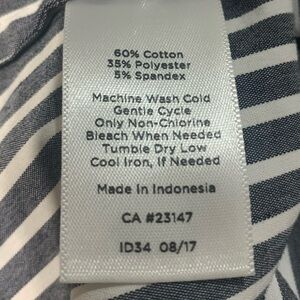 60% Cotton
35% Polyester
5% Spandex
Machine Wash Cold
Gentle Cycle
Only Non-Chlorine
Bleach When Needed
Tumble Dry Low
Cool Iron, If Needed
Made in Indonesia
CA #23147
ID34 08/17